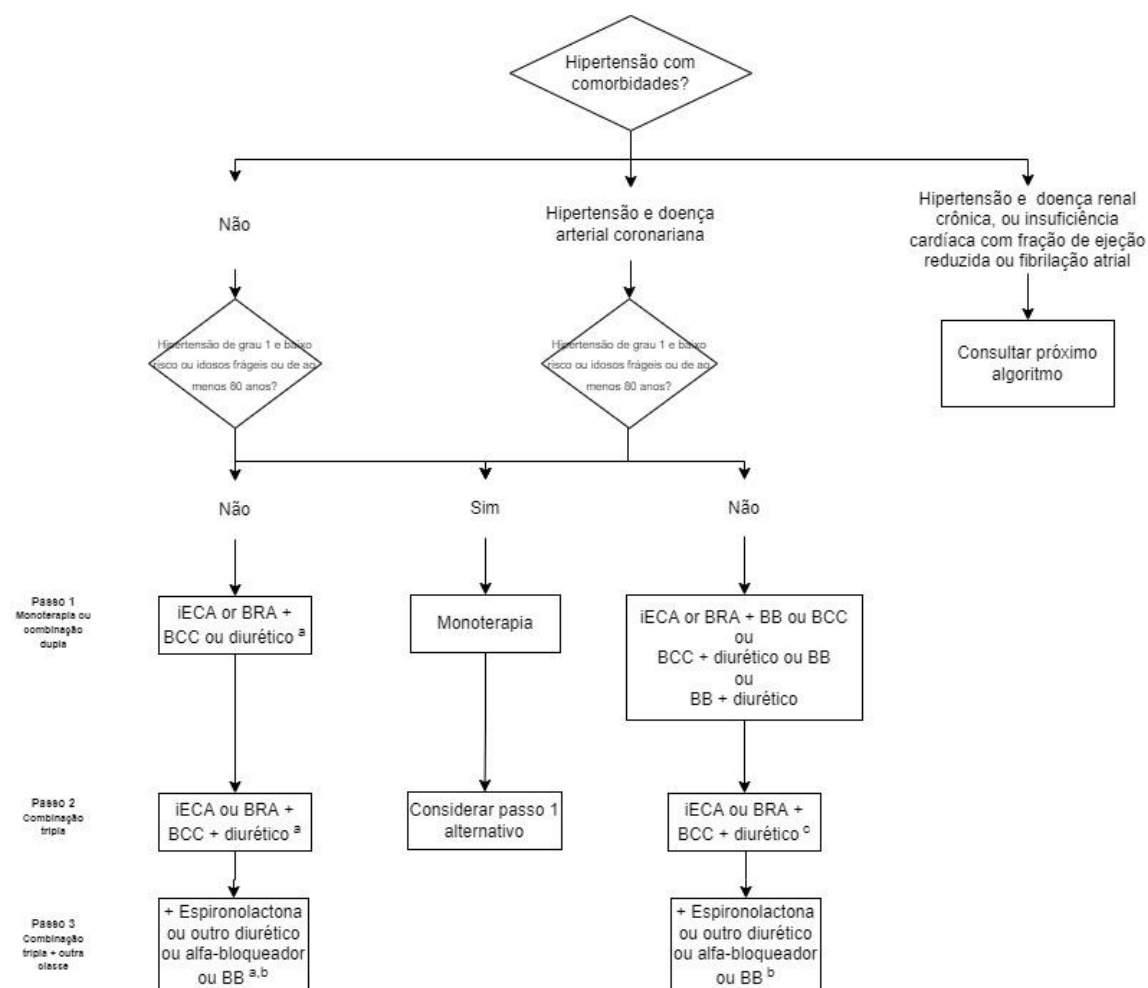 Hipertensão com
comorbidades?
Não
Hipertensão e doença
arterial coronariana
Hipertensão e doença renal
crônica, ou insuficiência
cardíaca com fração de ejeção
reduzida ou fibrilação atrial
Hipertensão de grau 1 e baixo
risco ou idosos frágeis ou de ao
menos 80 anos?
Hipertensão de grau 1 e baixo
risco ou idosos frágeis ou de ao
menos 80 anos?
Consultar próximo
algoritmo
Não
Sim
Não
Passo 1
Monoterapia ou
combinação
dupla
iECA or BRA +
BCC ou diurético a
Monoterapia
iECA or BRA + BB ou BCC
ou
BCC + diurético ou BB
ou
BB + diurético
Passo 2
Combinação
tripla
iECA ou BRA +
BCC + diurético a
Considerar passo 1
alternativo
iECA ou BRA +
BCC + diurético c
Passo 3
Combinação
tripla + outra
classe
+ Espironolactona
ou outro diurético
ou alfa-bloqueador
ou BB a,b
+ Espironolactona
ou outro diurético
ou alfa-bloqueador
ou BB b